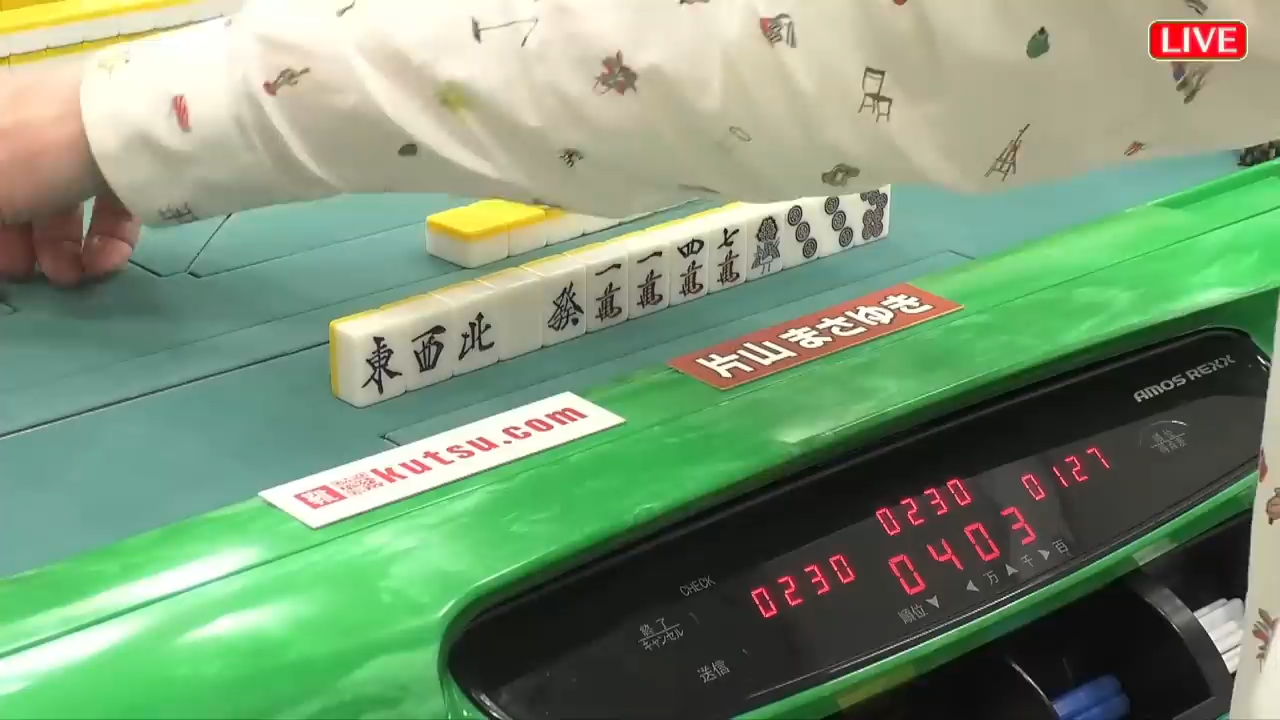 LIVE
東 西 北 發 一萬 一萬 四萬 七萬
片山 まさゆき
kutsu.com
AMOS REXX
0230 0127
0230 0403
CHECK
終了
キャンセル
順位▼ ◀万▲千▶百
送信